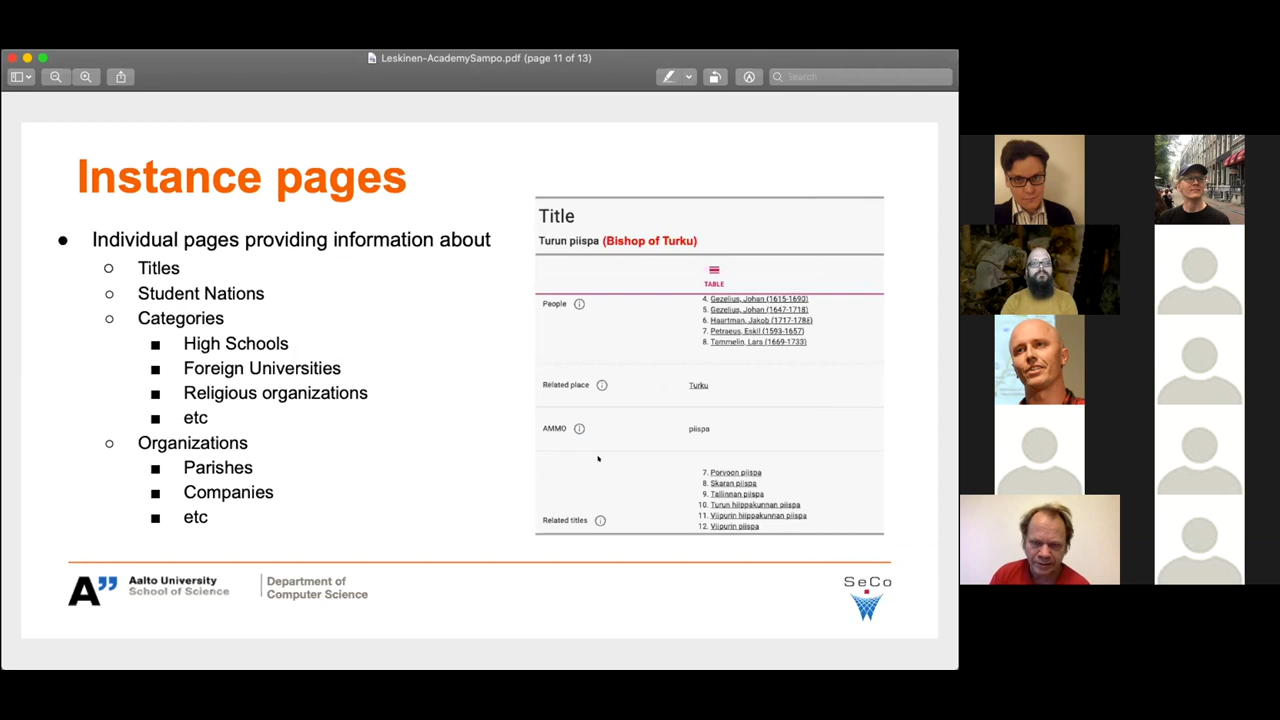 Leskinen-AcademySampo.pdf (page 11 of 13)
Search
Instance pages
● Individual pages providing information about
○ Titles
○ Student Nations
○ Categories
■ High Schools
■ Foreign Universities
■ Religious organizations
■ etc
○ Organizations
■ Parishes
■ Companies
■ etc
Title
Turun piispa (Bishop of Turku)
TABLE
People
4. Gezelius, Johan (1615-1690)
5. Gezelius, Johan (1647-1718)
6. Haartman, Jakob (1717-1788)
7. Petraeus, Eskil (1593-1657)
8. Tammelin, Lars (1669-1733)
Related place
Turku
AMMO
piispa
7. Porvoon piispa
8. Skaran piispa
9. Tallinnan piispa
10. Turun hiippakunnan piispa
11. Viipurin hiippakunnan piispa
12. Viipurin piispa
Related titles
A”
Aalto University
School of Science
Department of
Computer Science
SeCo